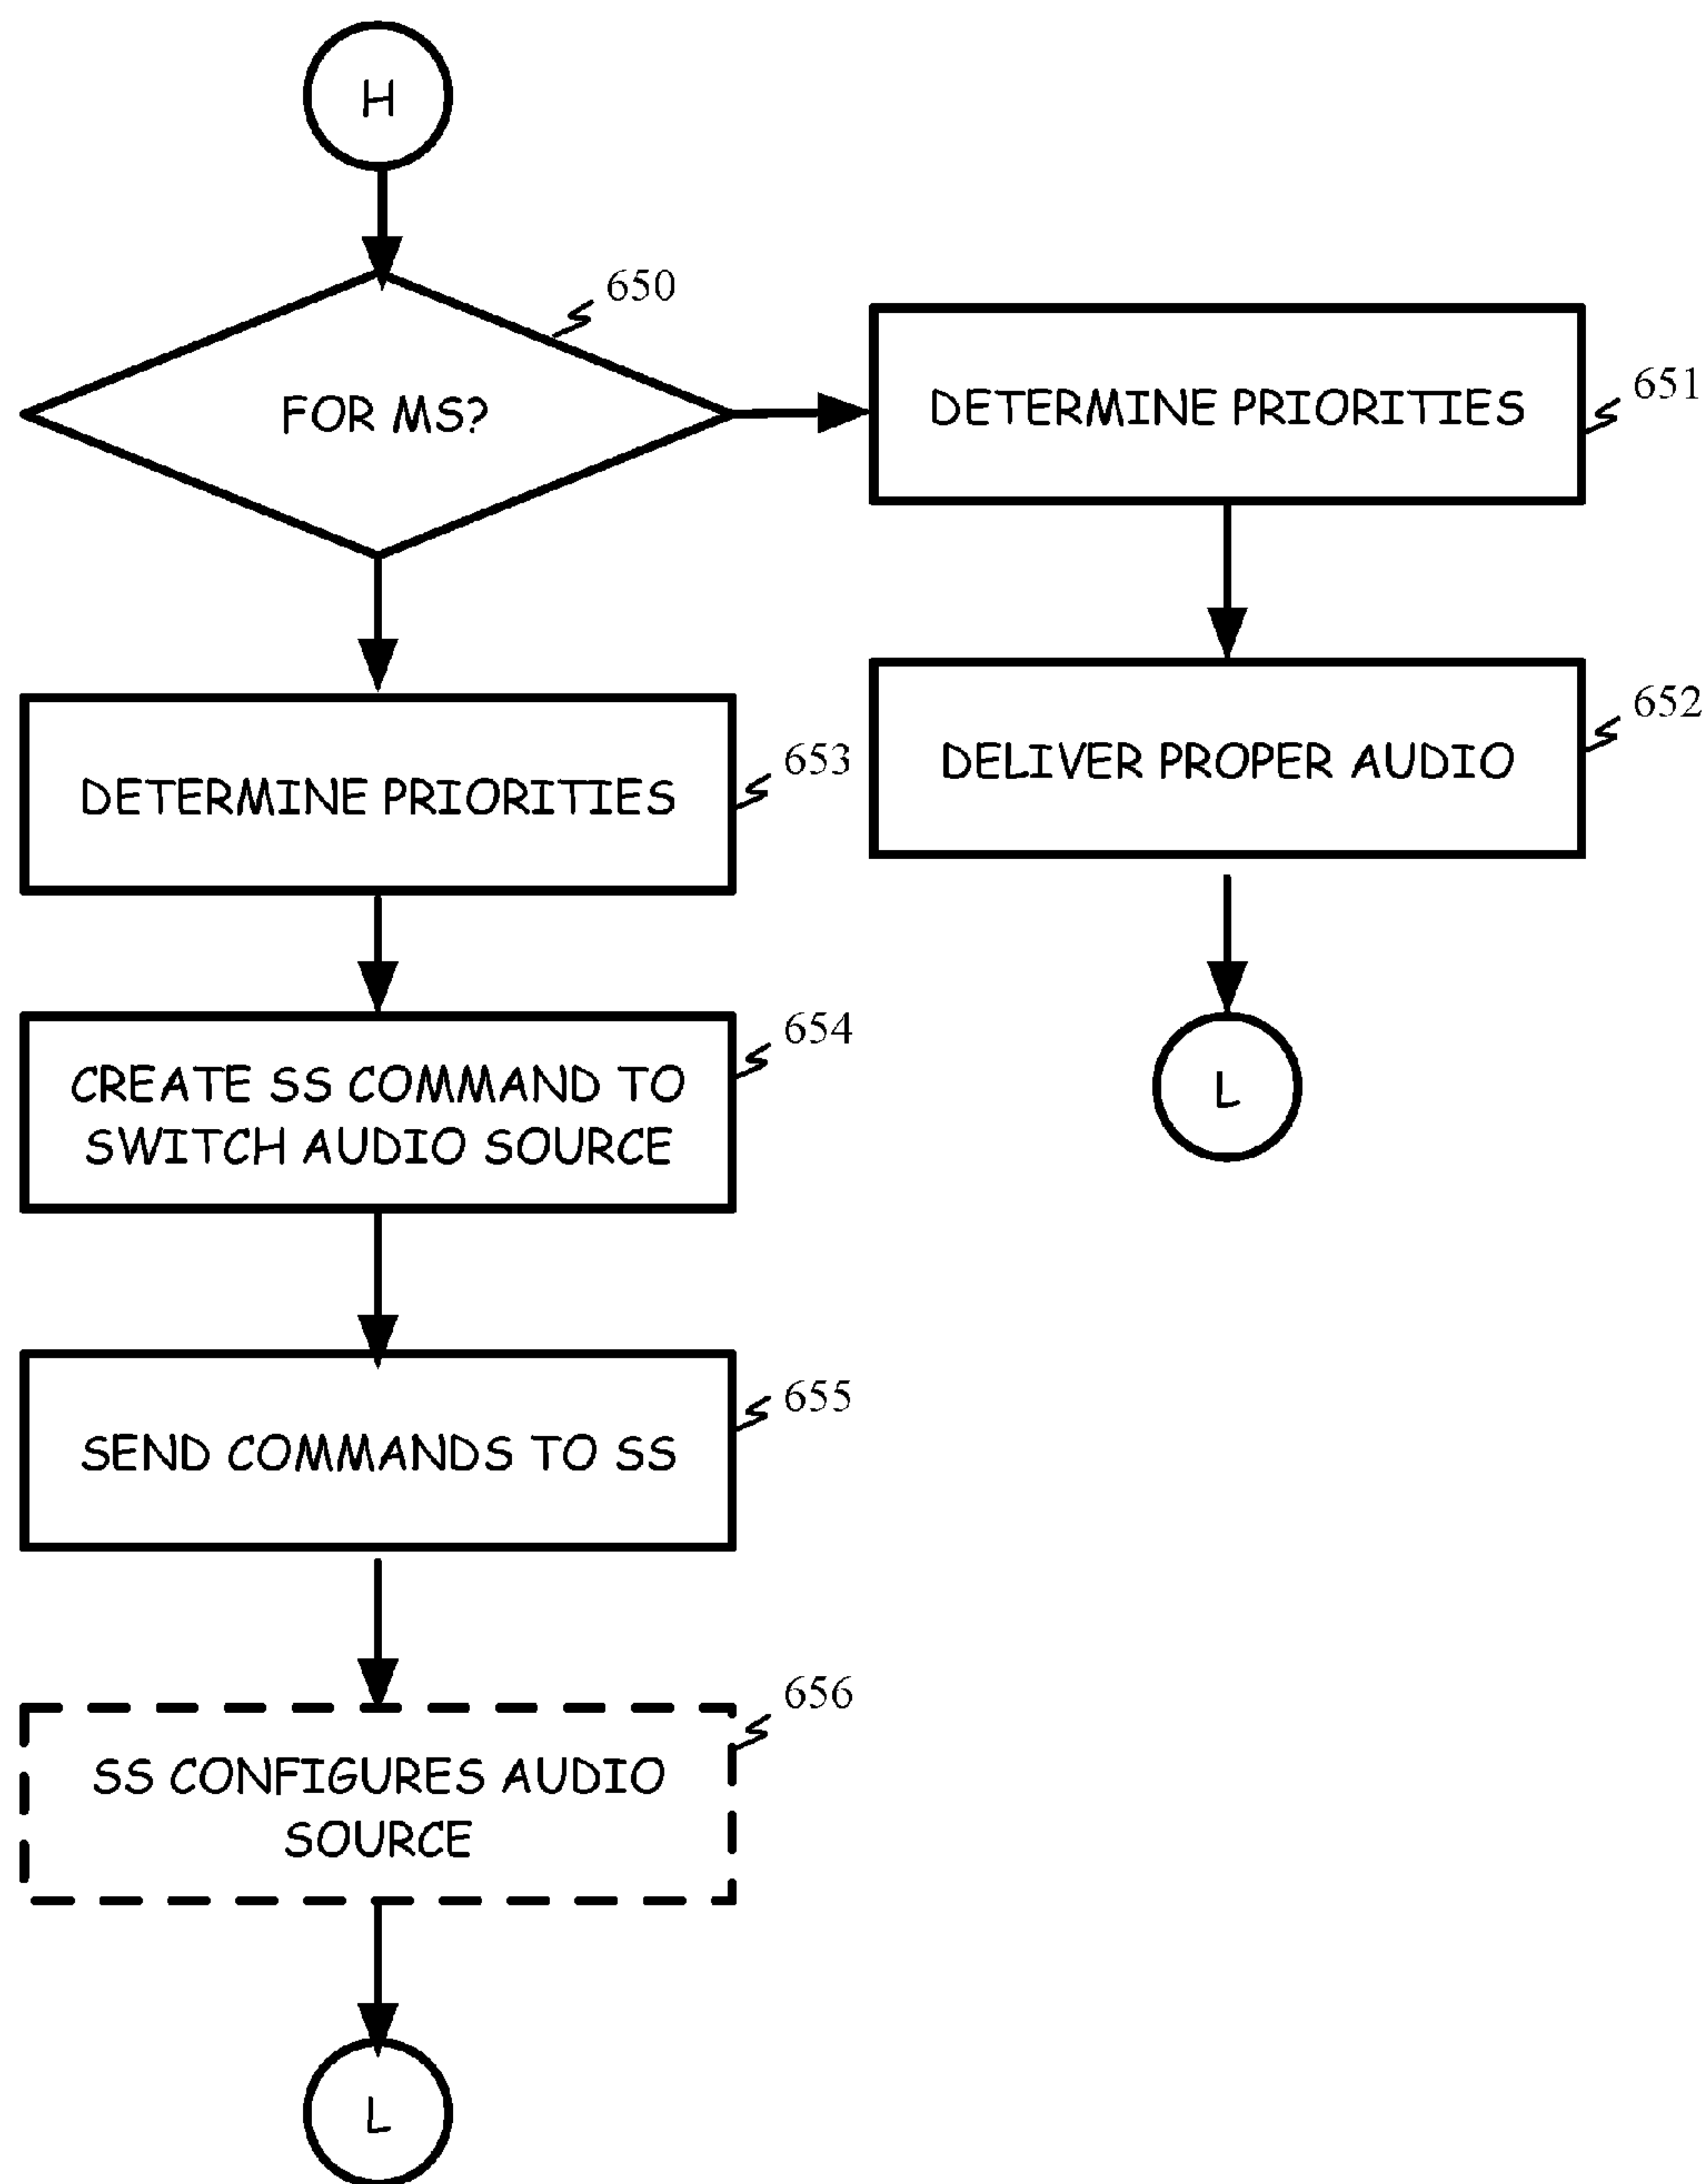 H
650
FOR MS?
DETERMINE PRIORITIES
651
DELIVER PROPER AUDIO
652
L
DETERMINE PRIORITIES
653
CREATE SS COMMAND TO
SWITCH AUDIO SOURCE
654
SEND COMMANDS TO SS
655
SS CONFIGURES AUDIO
SOURCE
656
L